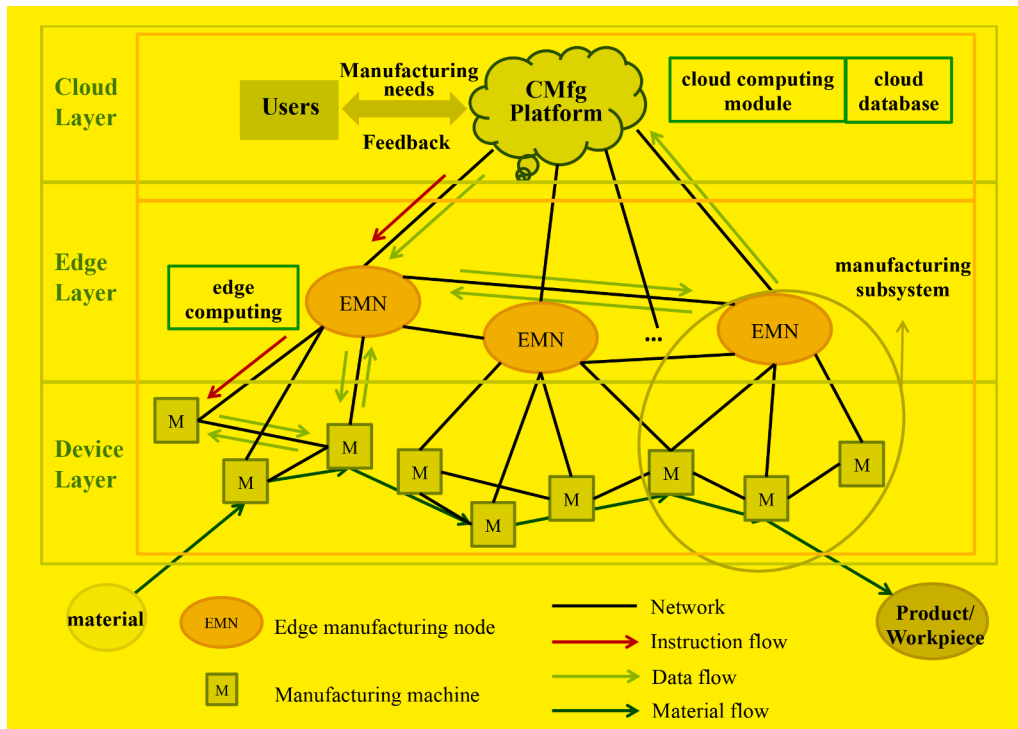 Cloud
Layer
Users
Manufacturing
needs
Feedback
CMfg
Platform
cloud computing
module
cloud
database
Edge
Layer
edge
computing
EMN
EMN
...
EMN
manufacturing
subsystem
Device
Layer
M
M
M
M
M
M
M
M
M
material
EMN
Edge manufacturing node
M
Manufacturing machine
Network
Instruction flow
Data flow
Material flow
Product/
Workpiece